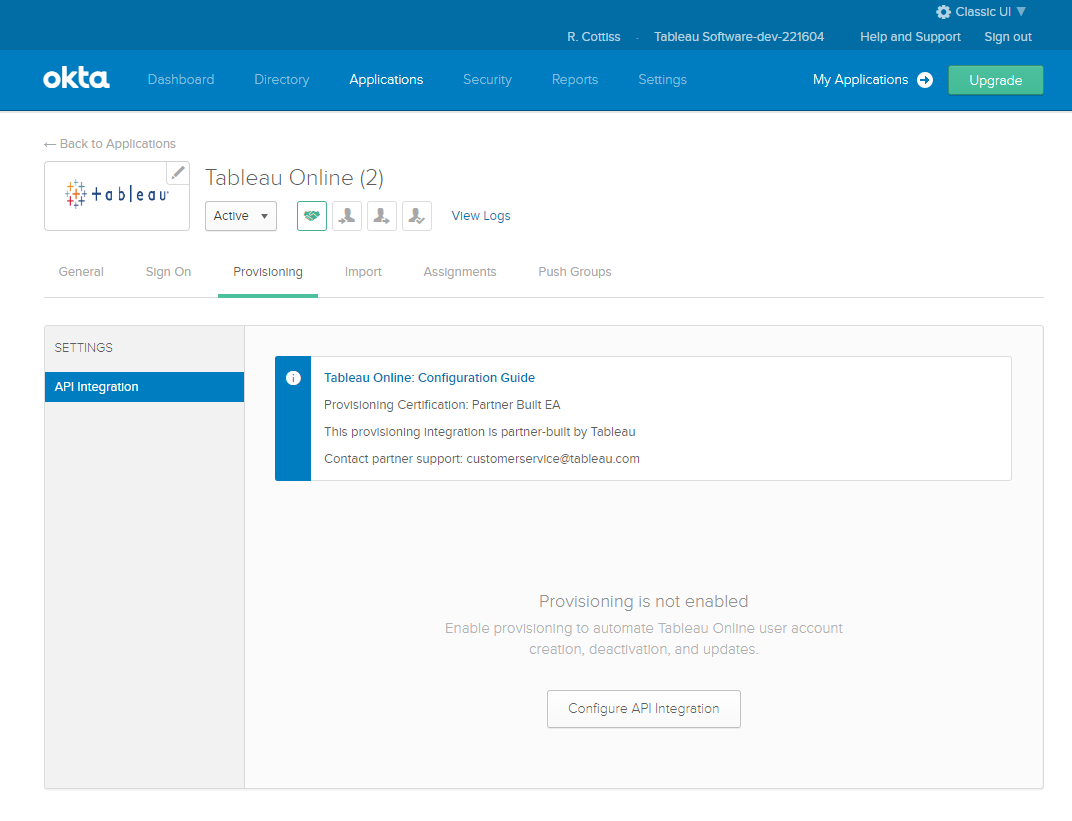 Classic UI
R. Cottiss · Tableau Software-dev-221604 Help and Support Sign out
okta Dashboard Directory Applications Security Reports Settings My Applications Upgrade
← Back to Applications
tableau
Tableau Online (2)
Active View Logs
General Sign On Provisioning Import Assignments Push Groups
SETTINGS
API Integration
Tableau Online: Configuration Guide
Provisioning Certification: Partner Built EA
This provisioning integration is partner-built by Tableau
Contact partner support: customerservice@tableau.com
Provisioning is not enabled
Enable provisioning to automate Tableau Online user account
creation, deactivation, and updates.
Configure API Integration